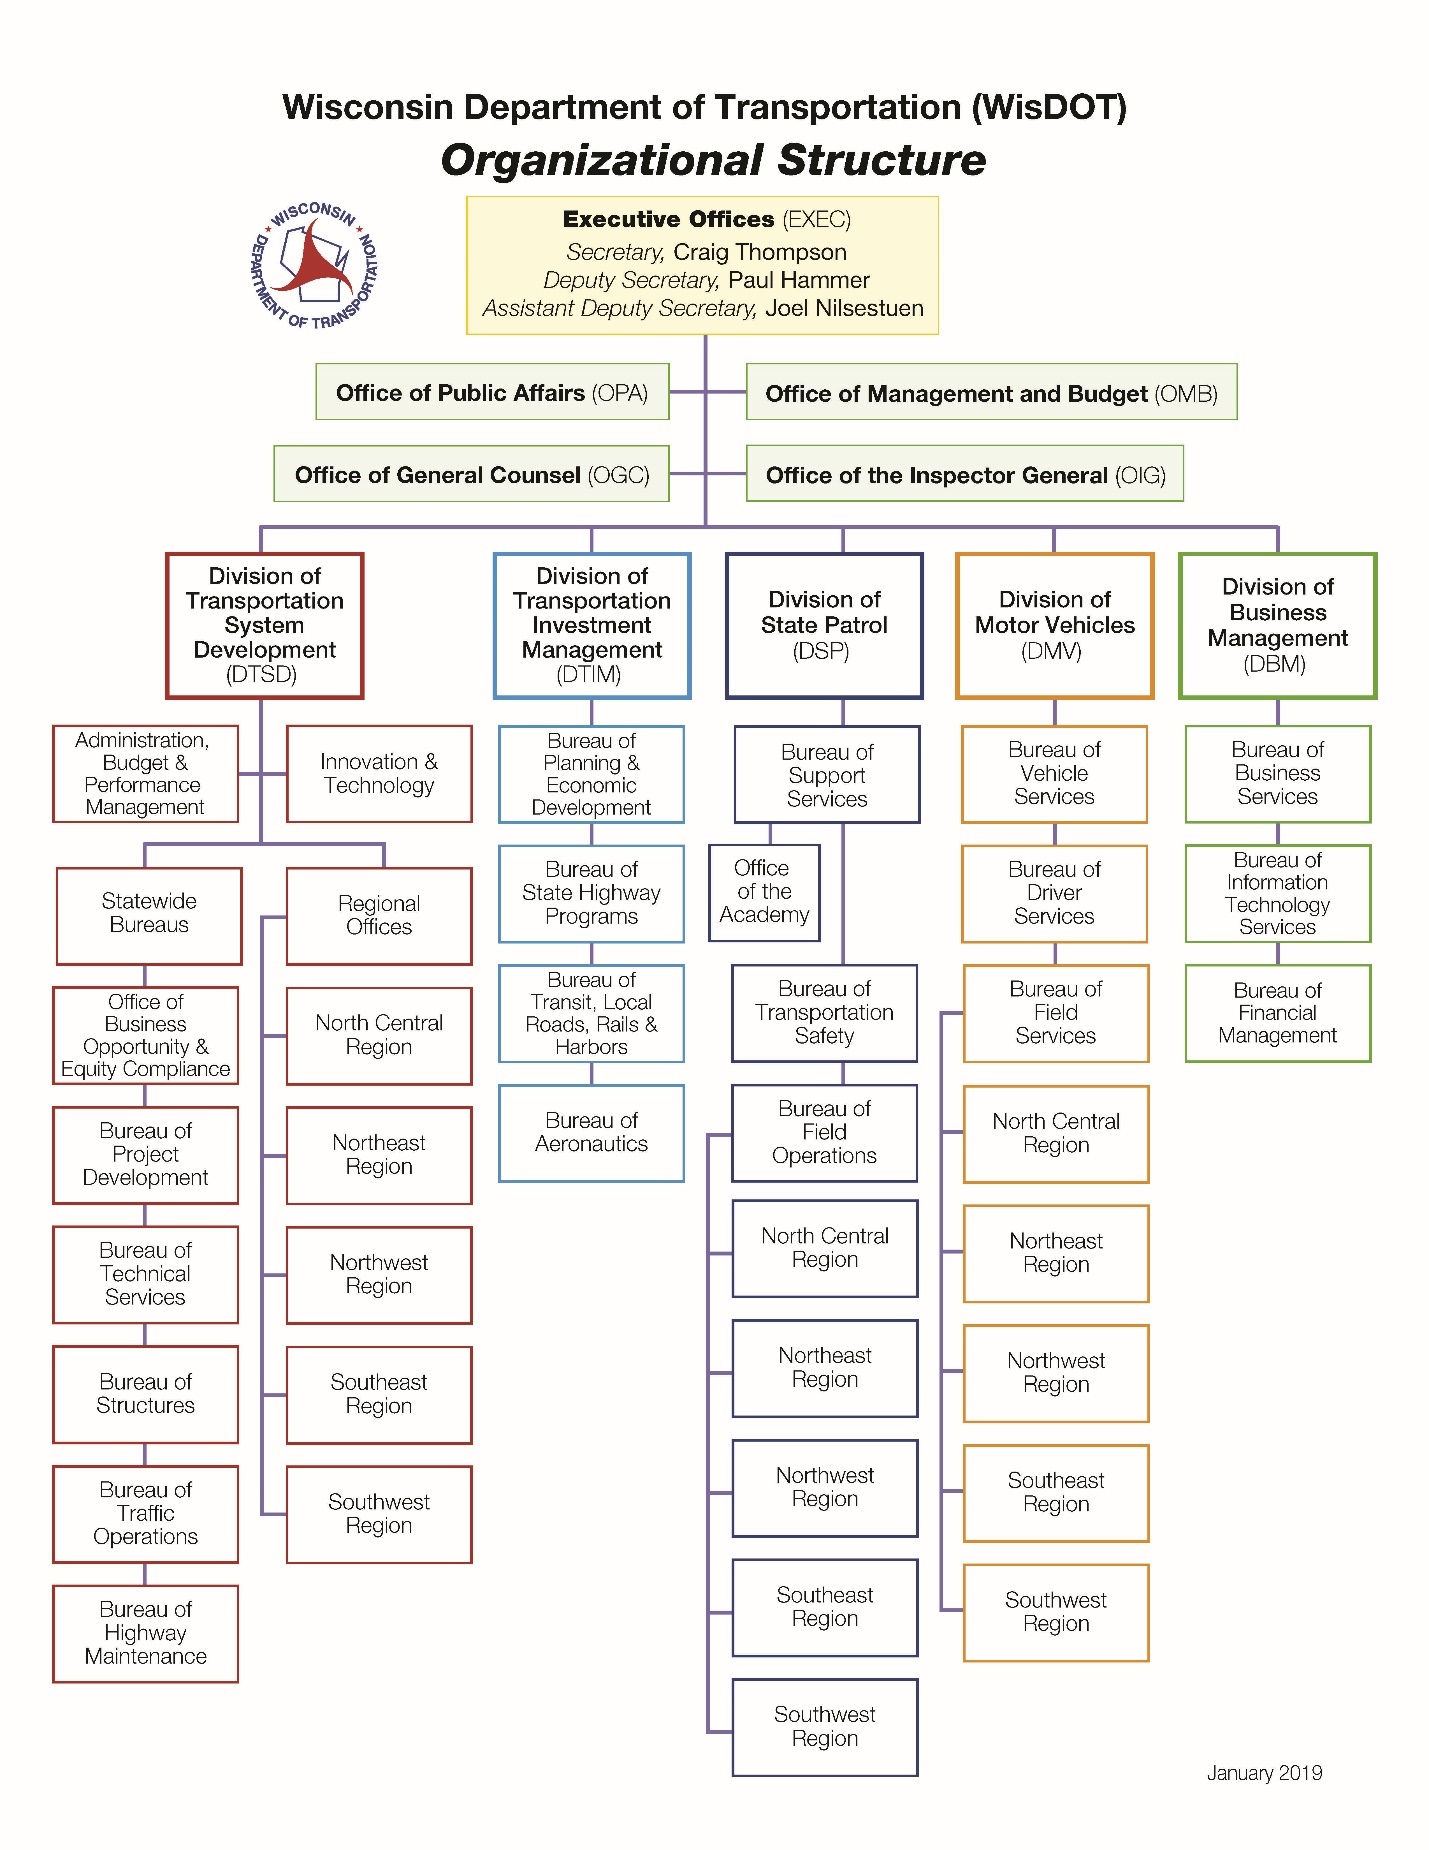 Wisconsin Department of Transportation (WisDOT)
Organizational Structure
WISCONSIN
DEPARTMENT OF TRANSPORTATION
Executive Offices (EXEC)
Secretary, Craig Thompson
Deputy Secretary, Paul Hammer
Assistant Deputy Secretary, Joel Nilsestuen
Office of Public Affairs (OPA)
Office of Management and Budget (OMB)
Office of General Counsel (OGC)
Office of the Inspector General (OIG)
Division of
Transportation
System
Development
(DTSD)
Division of
Transportation
Investment
Management
(DTIM)
Division of
State Patrol
(DSP)
Division of
Motor Vehicles
(DMV)
Division of
Business
Management
(DBM)
Administration,
Budget &
Performance
Management
Innovation &
Technology
Statewide
Bureaus
Office of
Business
Opportunity &
Equity Compliance
Bureau of
Project
Development
Bureau of
Technical
Services
Bureau of
Structures
Bureau of
Traffic
Operations
Bureau of
Highway
Maintenance
Regional
Offices
North Central
Region
Northeast
Region
Northwest
Region
Southeast
Region
Southwest
Region
Bureau of
Planning &
Economic
Development
Bureau of
State Highway
Programs
Bureau of
Transit, Local
Roads, Rails &
Harbors
Bureau of
Aeronautics
Bureau of
Support
Services
Office
of the
Academy
Bureau of
Transportation
Safety
Bureau of
Field
Operations
North Central
Region
Northeast
Region
Northwest
Region
Southeast
Region
Southwest
Region
Bureau of
Vehicle
Services
Bureau of
Driver
Services
Bureau of
Field
Services
North Central
Region
Northeast
Region
Northwest
Region
Southeast
Region
Southwest
Region
Bureau of
Business
Services
Bureau of
Information
Technology
Services
Bureau of
Financial
Management
January 2019